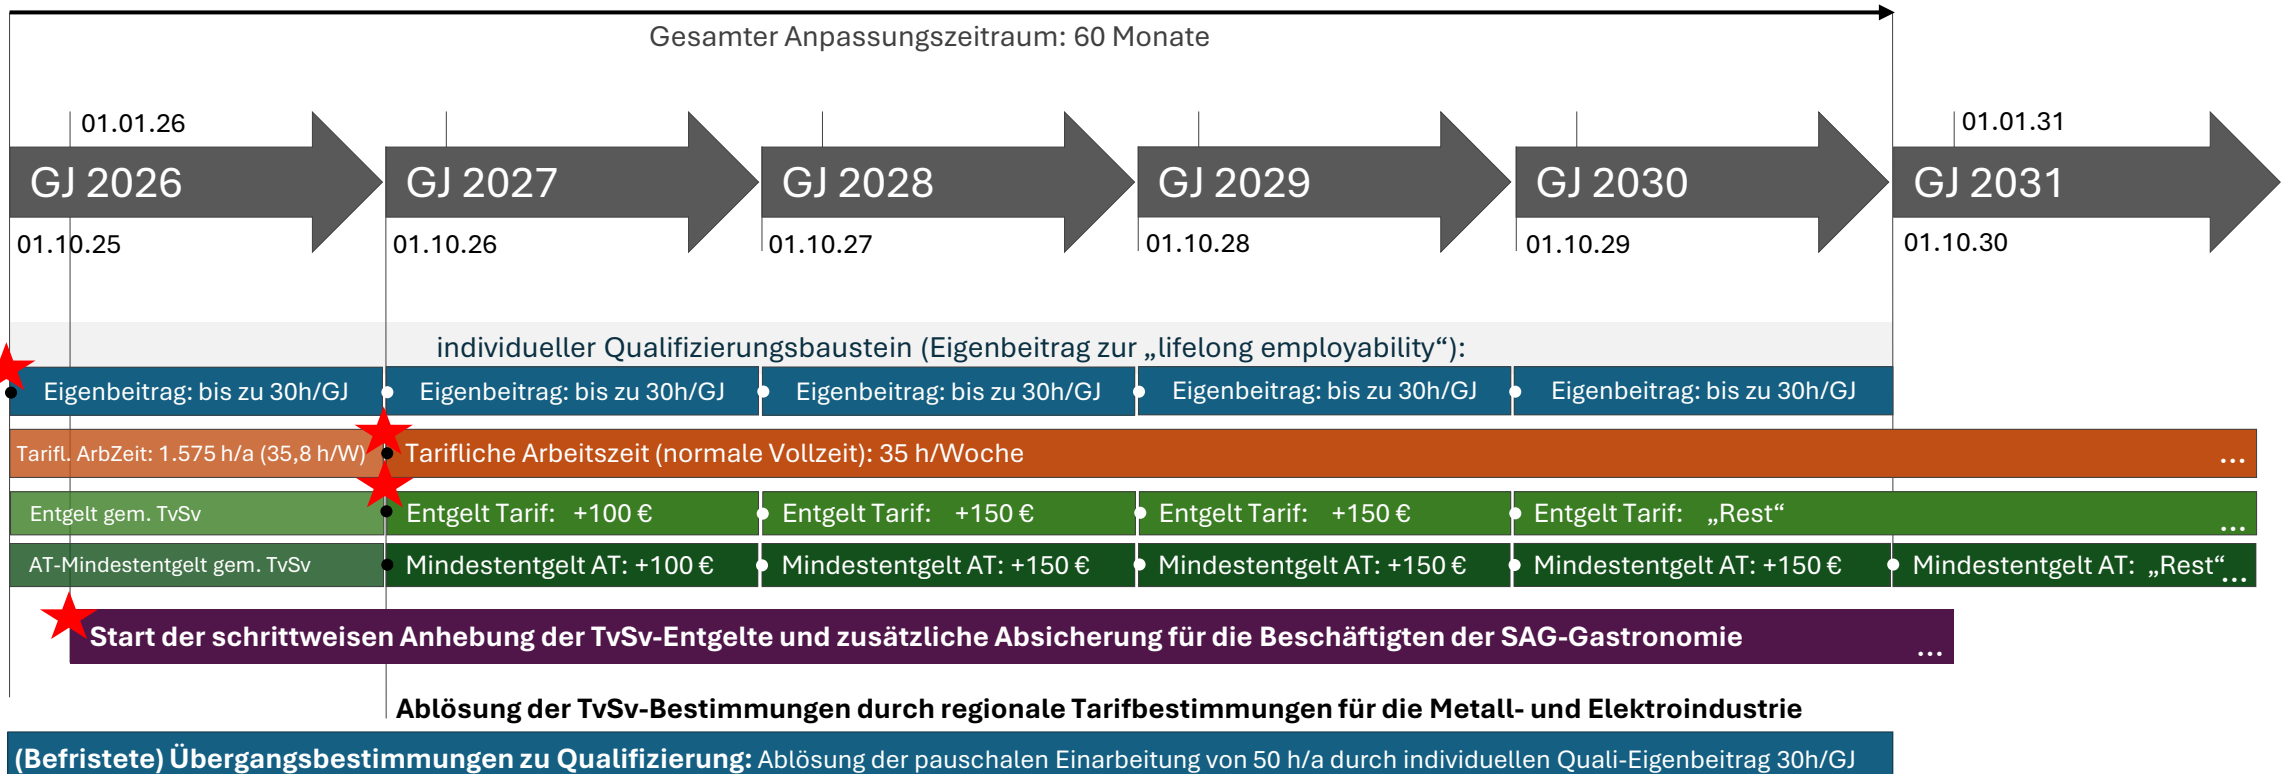 Gesamter Anpassungszeitraum: 60 Monate
01.01.26
01.01.31
GJ 2026
GJ 2027
GJ 2028
GJ 2029
GJ 2030
GJ 2031
01.10.25
01.10.26
01.10.27
01.10.28
01.10.29
01.10.30
individueller Qualifizierungsbaustein (Eigenbeitrag zur „lifelong employability“):
Eigenbeitrag: bis zu 30h/GJ
Eigenbeitrag: bis zu 30h/GJ
Eigenbeitrag: bis zu 30h/GJ
Eigenbeitrag: bis zu 30h/GJ
Eigenbeitrag: bis zu 30h/GJ
Tarifl. ArbZeit: 1.575 h/a (35,8 h/W)
Tarifliche Arbeitszeit (normale Vollzeit): 35 h/Woche
...
Entgelt gem. TvSv
Entgelt Tarif: +100 €
Entgelt Tarif: +150 €
Entgelt Tarif: +150 €
Entgelt Tarif: „Rest“
...
AT-Mindestentgelt gem. TvSv
Mindestentgelt AT: +100 €
Mindestentgelt AT: +150 €
Mindestentgelt AT: +150 €
Mindestentgelt AT: +150 €
Mindestentgelt AT: „Rest“
...
Start der schrittweisen Anhebung der TvSv-Entgelte und zusätzliche Absicherung für die Beschäftigten der SAG-Gastronomie
...
Ablösung der TvSv-Bestimmungen durch regionale Tarifbestimmungen für die Metall- und Elektroindustrie
(Befristete) Übergangsbestimmungen zu Qualifizierung: Ablösung der pauschalen Einarbeitung von 50 h/a durch individuellen Quali-Eigenbeitrag 30h/GJ